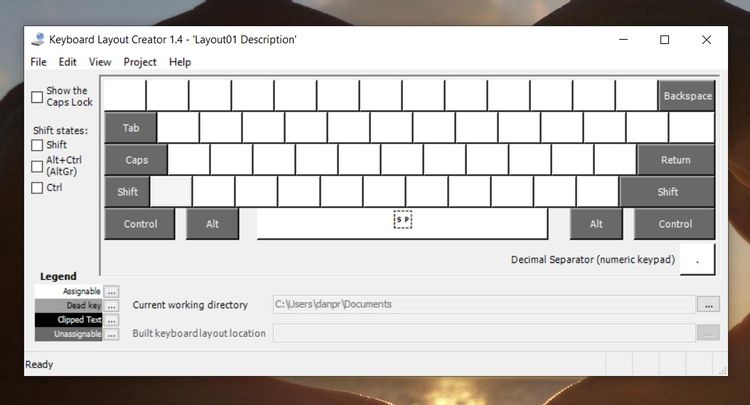 Keyboard Layout Creator 1.4 - 'Layout01 Description'
File Edit View Project Help
Show the
Caps Lock
Shift states:
Shift
Alt+Ctrl
(AltGr)
Ctrl
Backspace
Tab
Caps
Return
Shift
Shift
Control
Alt
SP
Alt
Control
Decimal Separator (numeric keypad)
.
Legend
Assignable ...
Dead key ...
Clipped Text ...
Unassignable ...
Current working directory
C:\Users\danpr\Documents
...
Built keyboard layout location
...
Ready